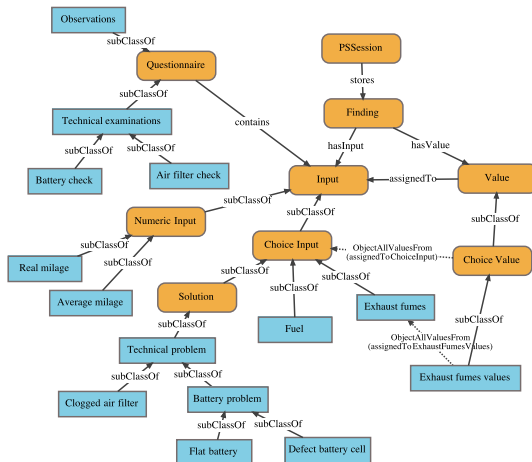 Observations
subClassOf
PSSession
Questionnaire
stores
subClassOf
Finding
Technical examinations
contains
subClassOf
subClassOf
hasInput
hasValue
Battery check
Air filter check
Input
assignedTo
Value
subClassOf
Numeric Input
subClassOf
subClassOf
subClassOf
subClassOf
Choice Input
ObjectAllValuesFrom
(assignedToChoiceInput)
Choice Value
Real milage
Average milage
subClassOf
subClassOf
subClassOf
Solution
Exhaust fumes
subClassOf
subClassOf
Fuel
ObjectAllValuesFrom
(assignedToExhaustFumesValues)
Technical problem
subClassOf
subClassOf
Exhaust fumes values
Clogged air filter
Battery problem
subClassOf
subClassOf
Flat battery
Defect battery cell